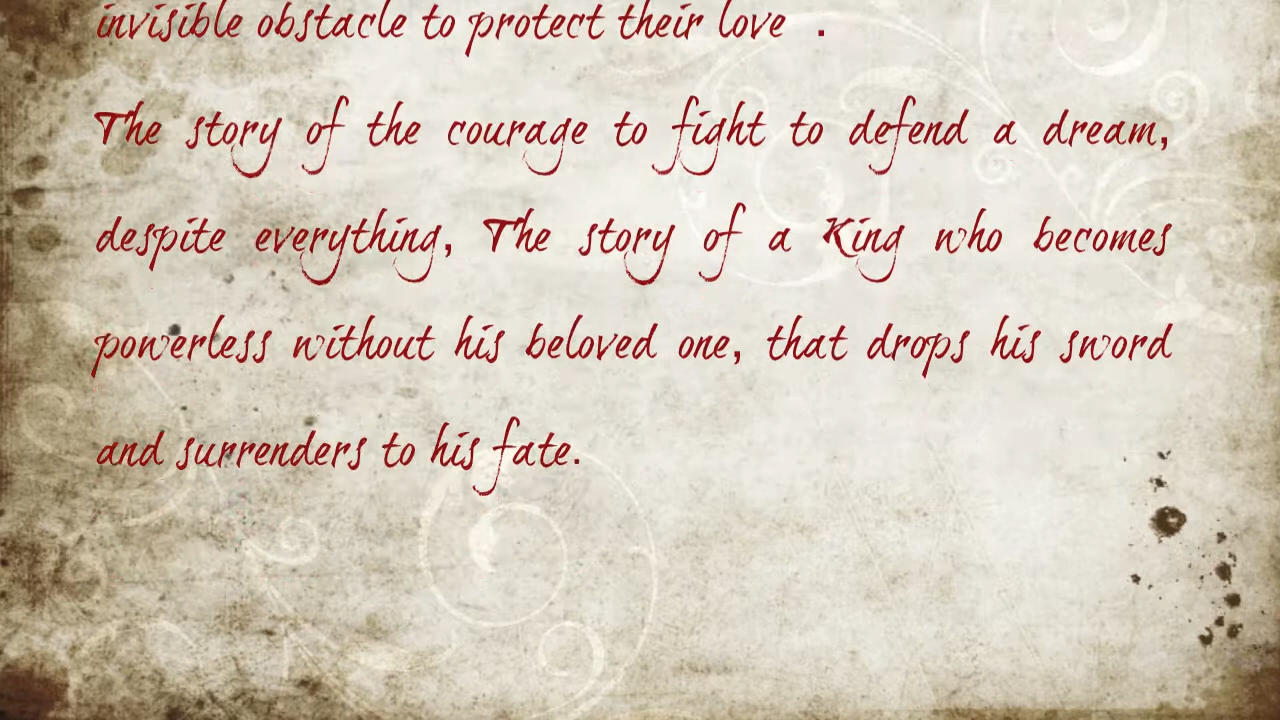 invisible obstacle to protect their love .
The story of the courage to fight to defend a dream,
despite everything, The story of a King who becomes
powerless without his beloved one, that drops his sword
and surrenders to his fate.